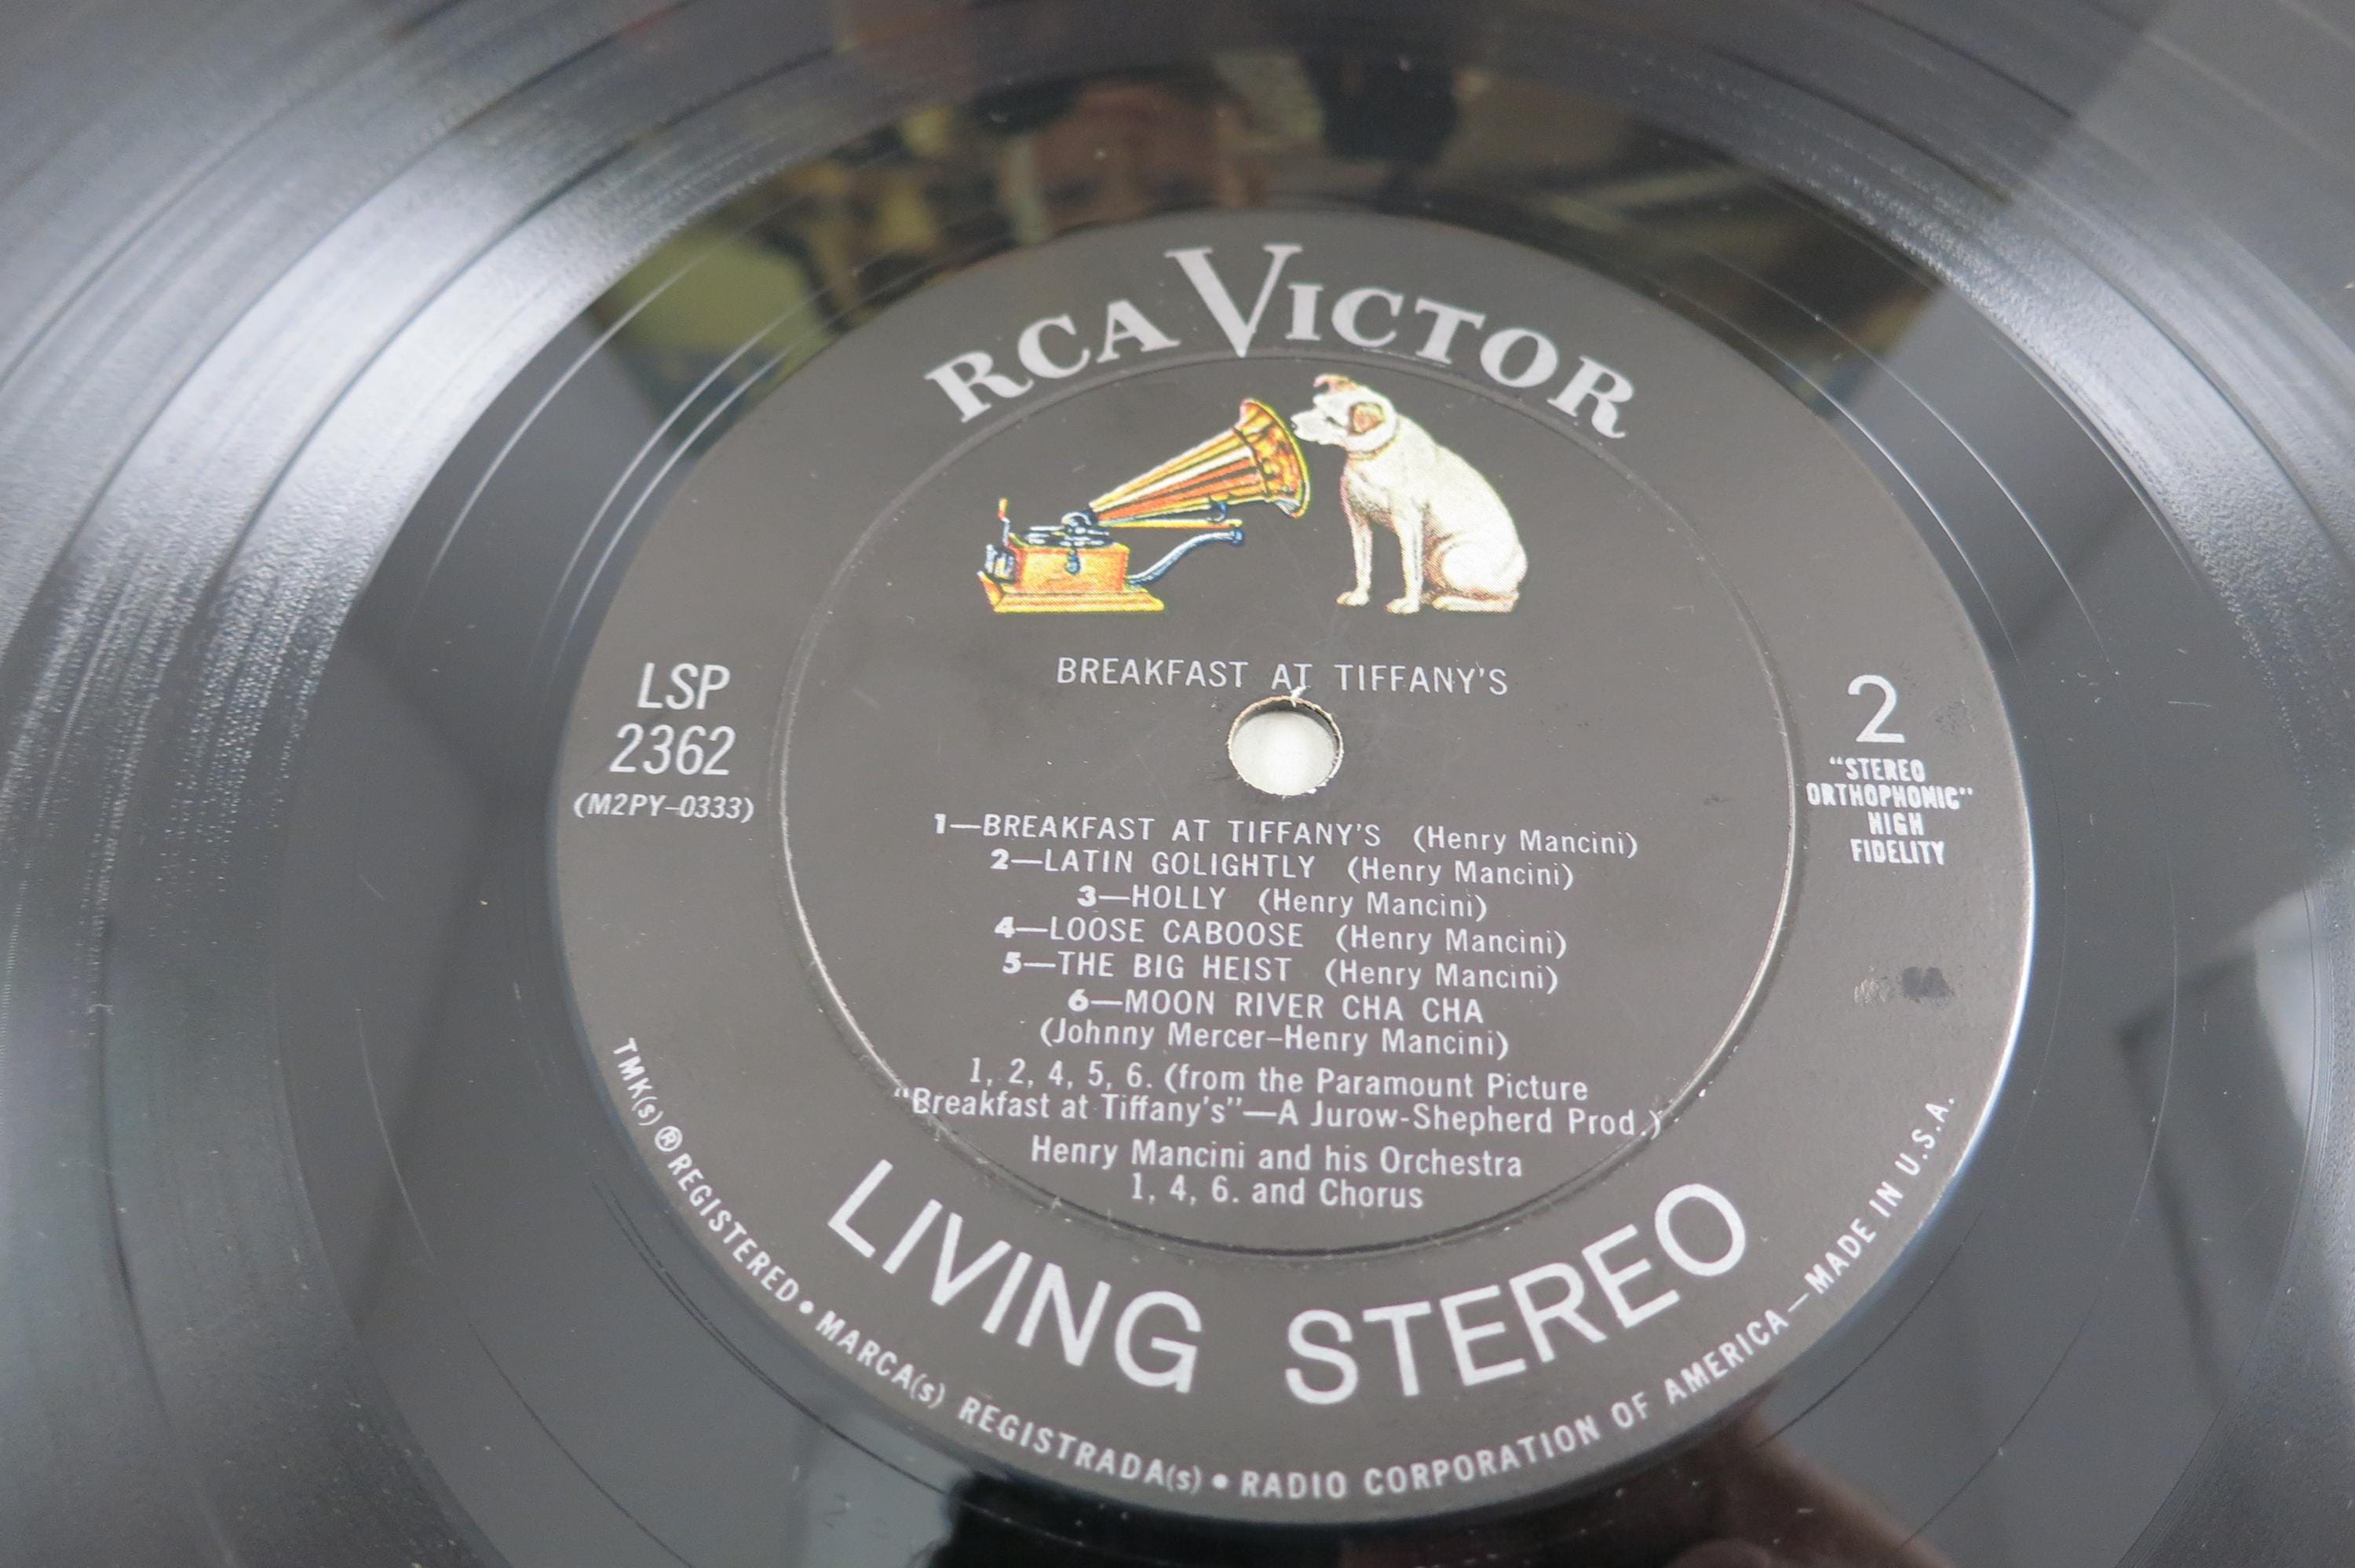 RCA VICTOR
BREAKFAST AT TIFFANY'S
LSP
2362
(M2PY-0333)
2
"STEREO
ORTHOPHONIC"
HIGH
FIDELITY
1—BREAKFAST AT TIFFANY'S (Henry Mancini)
2—LATIN GOLIGHTLY (Henry Mancini)
3—HOLLY (Henry Mancini)
4—LOOSE CABOOSE (Henry Mancini)
5—THE BIG HEIST (Henry Mancini)
6—MOON RIVER CHA CHA
(Johnny Mercer–Henry Mancini)
1, 2, 4, 5, 6. (from the Paramount Picture
"Breakfast at Tiffany's"—A Jurow-Shepherd Prod.)
Henry Mancini and his Orchestra
1, 4, 6. and Chorus
LIVING STEREO
TMK(s) ® REGISTERED • MARCA(s) REGISTRADA(s) • RADIO CORPORATION OF AMERICA — MADE IN U.S.A.